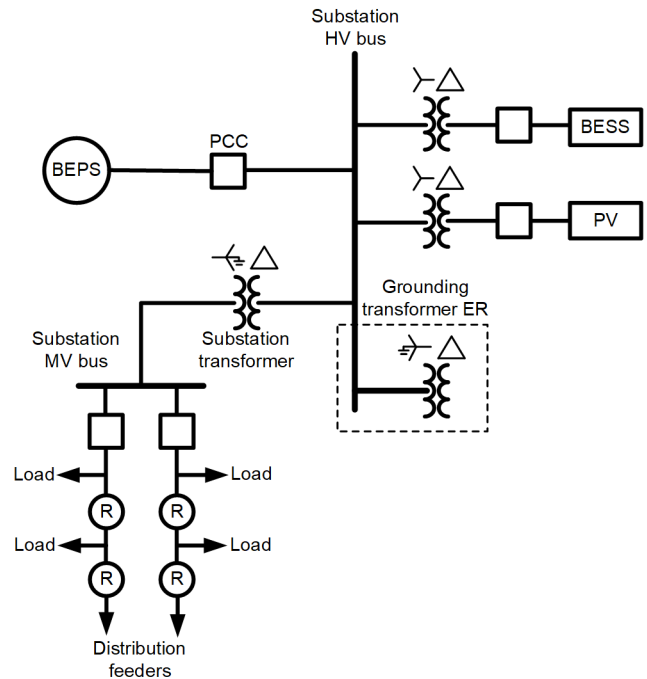 Substation
HV bus
BESS
PCC
BEPS
PV
Grounding
transformer ER
Substation
MV bus
Substation
transformer
Load
Load
R
R
Load
Load
R
R
Distribution
feeders